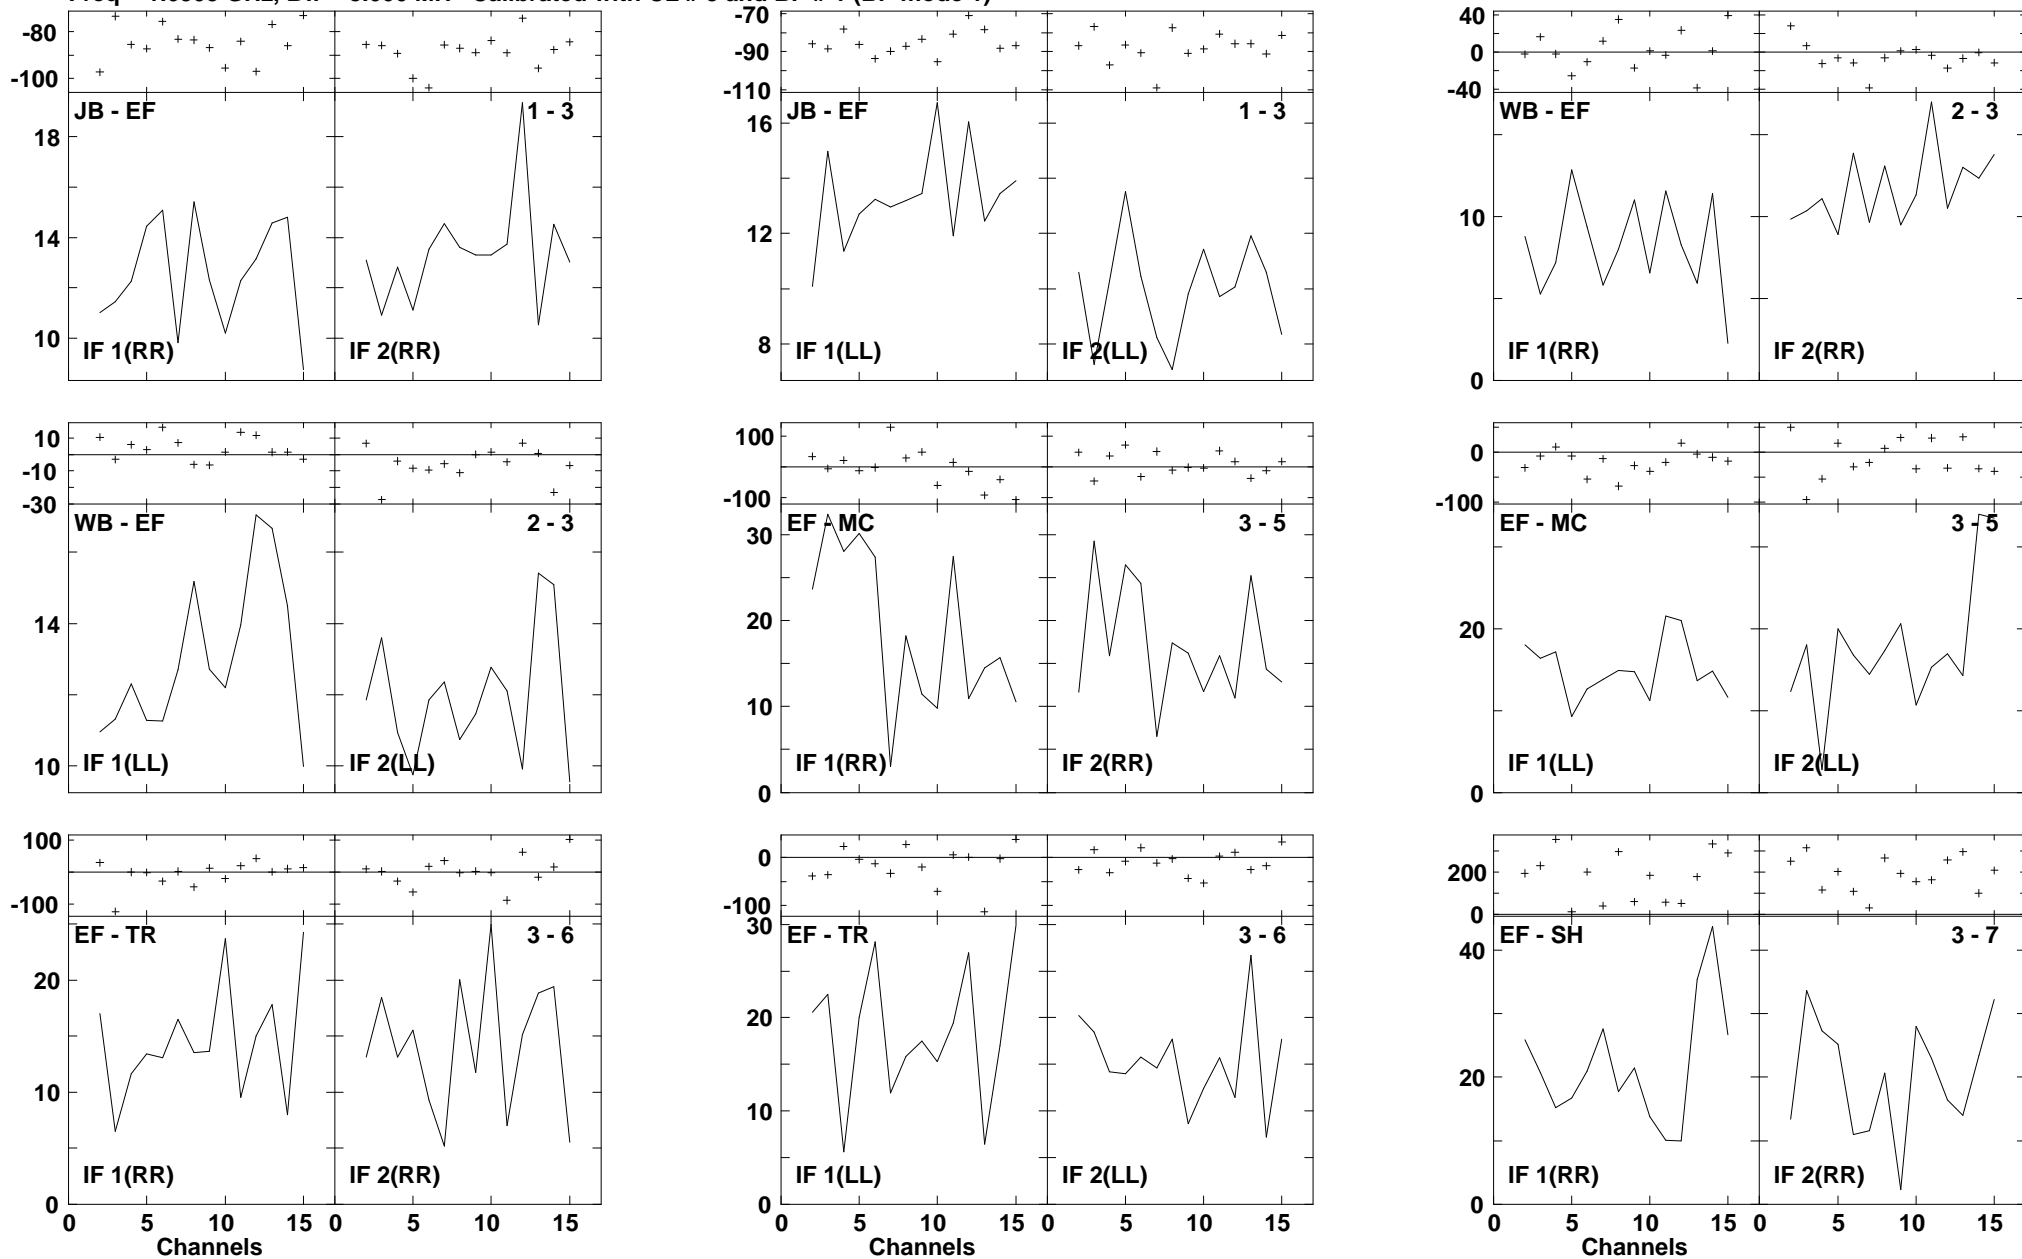 -80
-100
JB - EF
1 - 3
18
14
10
IF 1(RR)
IF 2(RR)
-70
-90
-110
JB - EF
1 - 3
16
12
8
IF 1(LL)
IF 2(LL)
40
0
-40
WB - EF
2 - 3
10
0
IF 1(RR)
IF 2(RR)
10
-10
-30
WB - EF
2 - 3
14
10
IF 1(LL)
IF 2(LL)
100
-100
EF - MC
3 - 5
30
20
10
0
IF 1(RR)
IF 2(RR)
0
-100
EF - MC
3 - 5
20
0
IF 1(LL)
IF 2(LL)
100
-100
EF - TR
3 - 6
20
10
0
IF 1(RR)
IF 2(RR)
0 5 10 15 0 5 10 15
Channels
0
-100
30
EF - TR
3 - 6
20
10
0
IF 1(LL)
IF 2(LL)
0 5 10 15 0 5 10 15
Channels
200
0
EF - SH
3 - 7
40
20
0
IF 1(RR)
IF 2(RR)
0 5 10 15 0 5 10 15
Channels